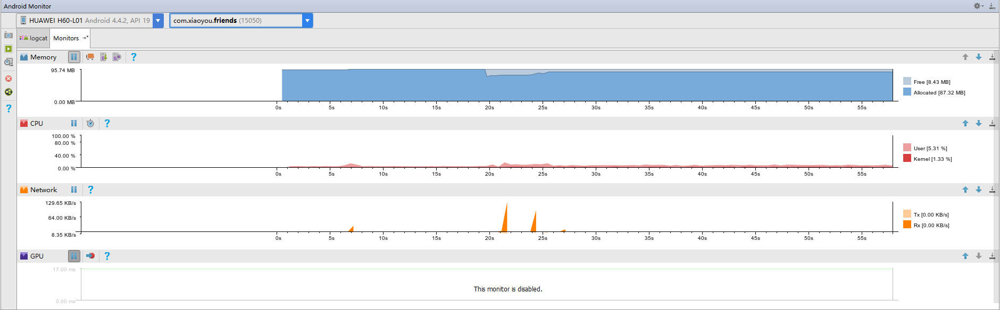 Android Monitor
HUAWEI H60-L01 Android 4.4.2, API 19
com.xiaoyou.friends (15050)
logcat
Monitors
Memory
?
95.74 MB
0.00 MB
Free [8.43 MB]
Allocated [87.32 MB]
0s 5s 10s 15s 20s 25s 30s 35s 40s 45s 50s 55s
?
CPU
?
100.00 %
80.00 %
40.00 %
0.00 %
User [5.31 %]
Kernel [1.33 %]
0s 5s 10s 15s 20s 25s 30s 35s 40s 45s 50s 55s
Network
?
129.65 KB/s
64.00 KB/s
8.35 KB/s
Tx [0.00 KB/s]
Rx [0.00 KB/s]
0s 5s 10s 15s 20s 25s 30s 35s 40s 45s 50s 55s
GPU
?
17.00 ms
0.00 ms
This monitor is disabled.